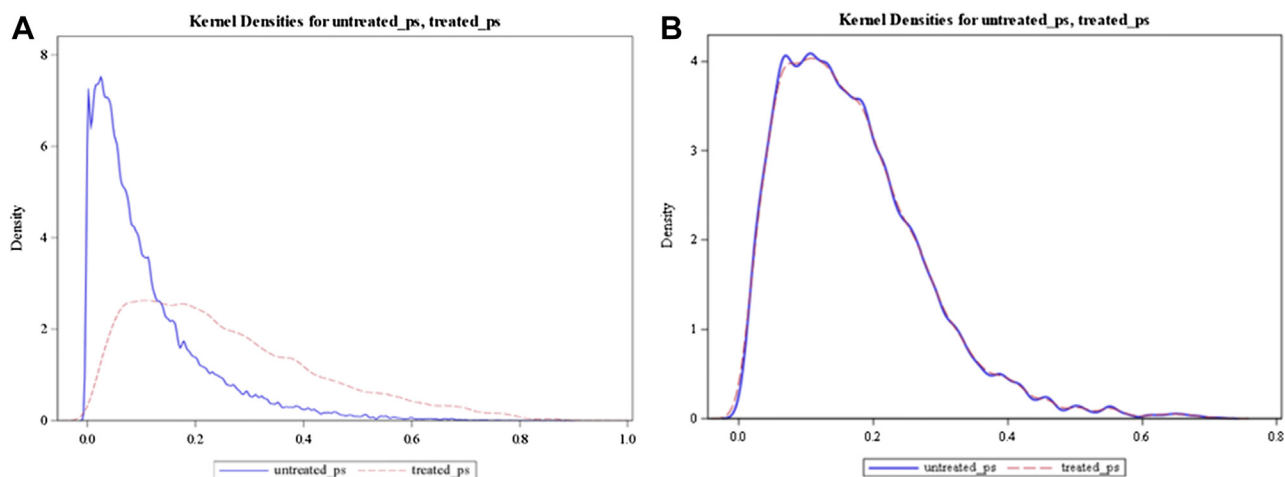 A
Kernel Densities for untreated_ps, treated_ps
8
6
4
2
0
Density
0.0 0.2 0.4 0.6 0.8 1.0
untreated_ps treated_ps
B
Kernel Densities for untreated_ps, treated_ps
4
3
2
1
0
Density
0.0 0.2 0.4 0.6 0.8
untreated_ps treated_ps